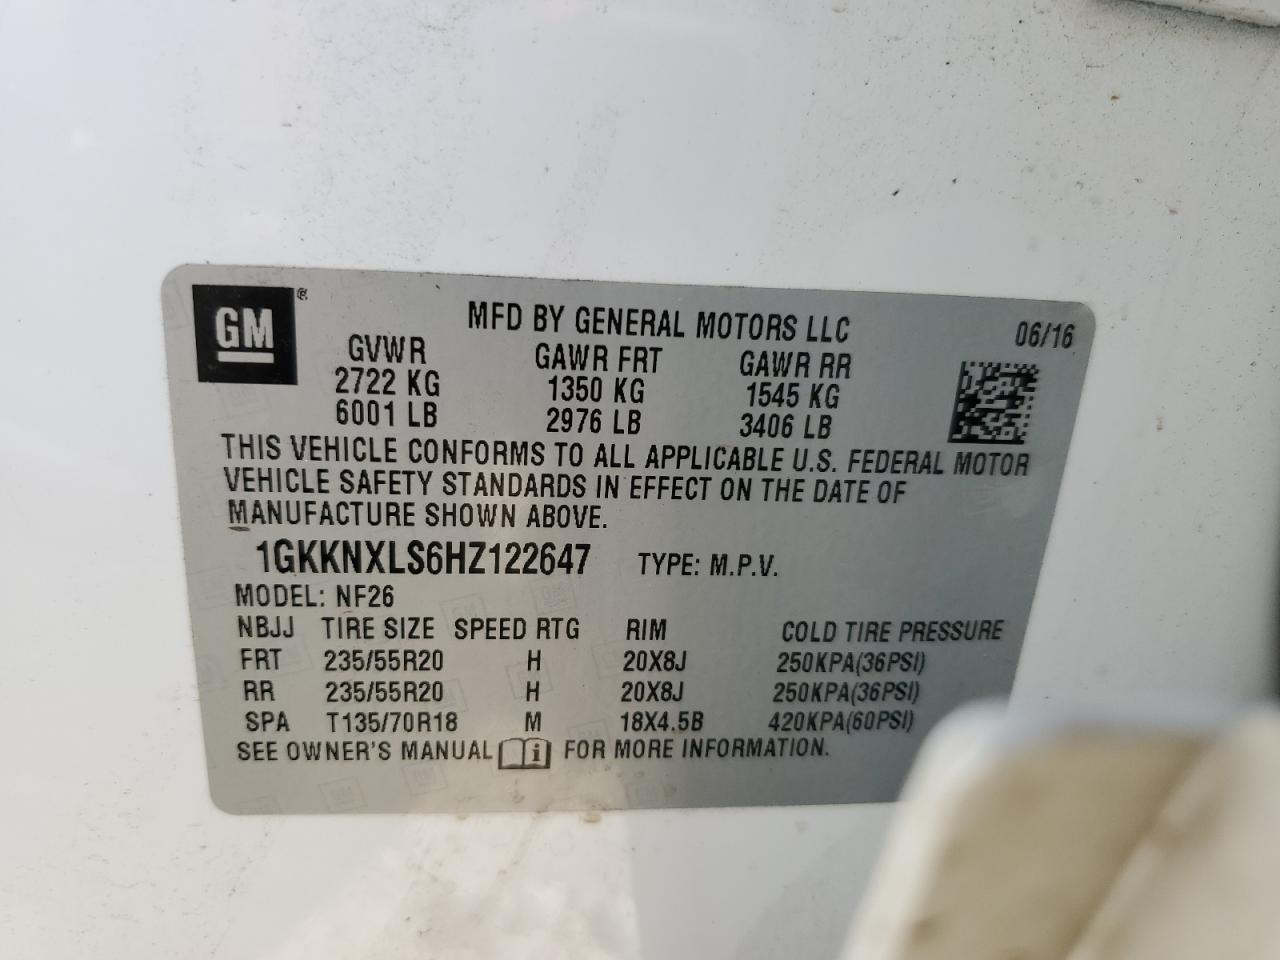 GM ®
MFD BY GENERAL MOTORS LLC 06/16
GVWR GAWR FRT GAWR RR
2722 KG 1350 KG 1545 KG
6001 LB 2976 LB 3406 LB
THIS VEHICLE CONFORMS TO ALL APPLICABLE U.S. FEDERAL MOTOR
VEHICLE SAFETY STANDARDS IN EFFECT ON THE DATE OF
MANUFACTURE SHOWN ABOVE.
1GKKNXLS6HZ122647 TYPE: M.P.V.
MODEL: NF26
NBJJ TIRE SIZE SPEED RTG RIM COLD TIRE PRESSURE
FRT 235/55R20 H 20X8J 250KPA(36PSI)
RR 235/55R20 H 20X8J 250KPA(36PSI)
SPA T135/70R18 M 18X4.5B 420KPA(60PSI)
SEE OWNER'S MANUAL i FOR MORE INFORMATION.